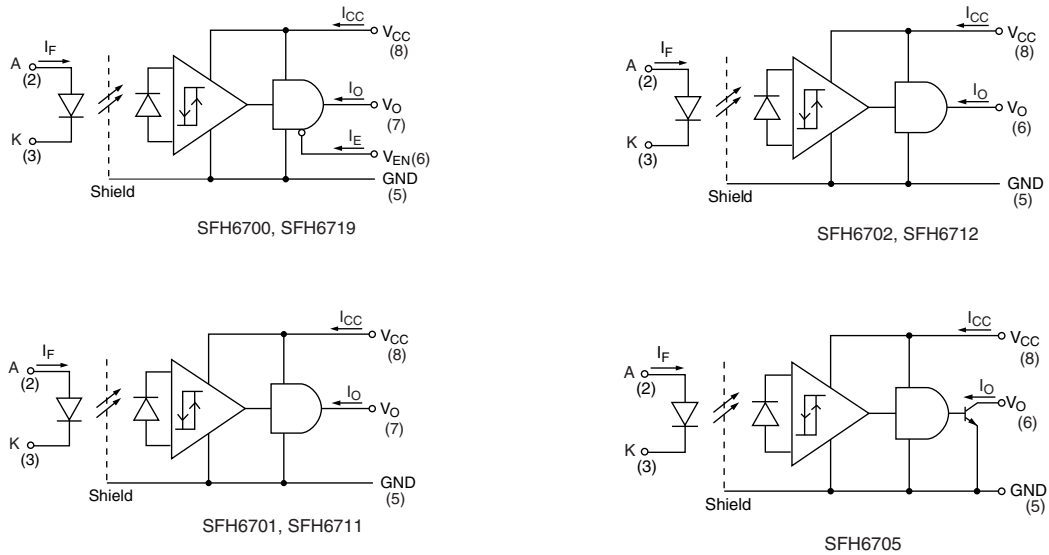 ICC
VCC
(8)
IF
A
(2)
IO
VO
(7)
K
(3)
IE
VEN(6)
GND
(5)
Shield
SFH6700, SFH6719
ICC
VCC
(8)
IF
A
(2)
IO
VO
(6)
K
(3)
GND
(5)
Shield
SFH6702, SFH6712
ICC
VCC
(8)
IF
A
(2)
IO
VO
(7)
K
(3)
GND
(5)
Shield
SFH6701, SFH6711
ICC
VCC
(8)
IF
A
(2)
IO
VO
(6)
K
(3)
GND
(5)
Shield
SFH6705